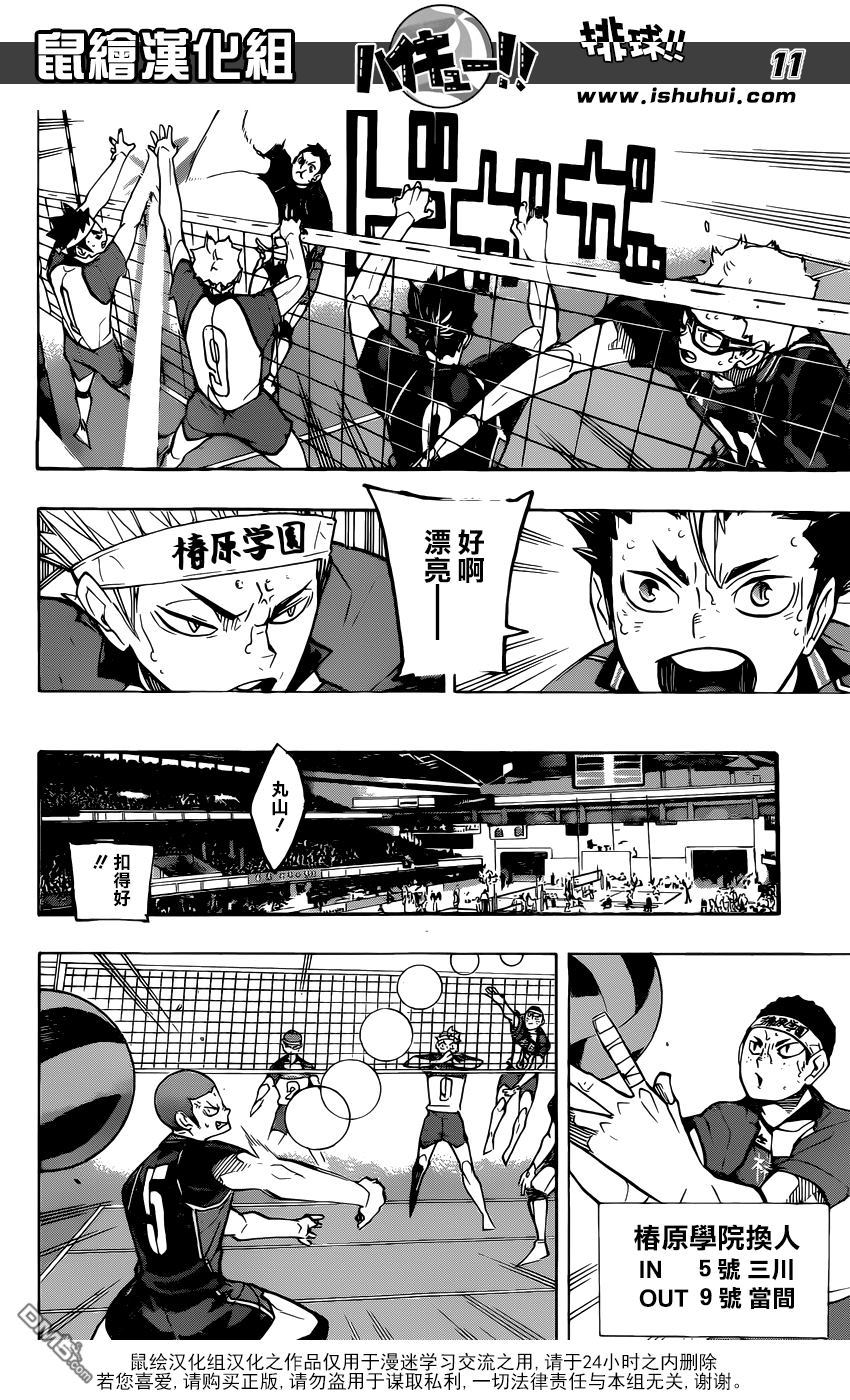 鼠繪漢化組
ハイキュー!!
排球!!
11
www.ishuhui.com
9
好啊
漂亮——
椿原学園
丸山!
扣得好!!
5
2
9
椿原學院換人
IN 5號 三川
OUT 9號 當間
鼠绘汉化组汉化之作品仅用于漫迷学习交流之用, 请于24小时之内删除
若您喜爱, 请购买正版, 请勿盗用于谋取私利, 一切法律责任与本组无关, 谢谢。